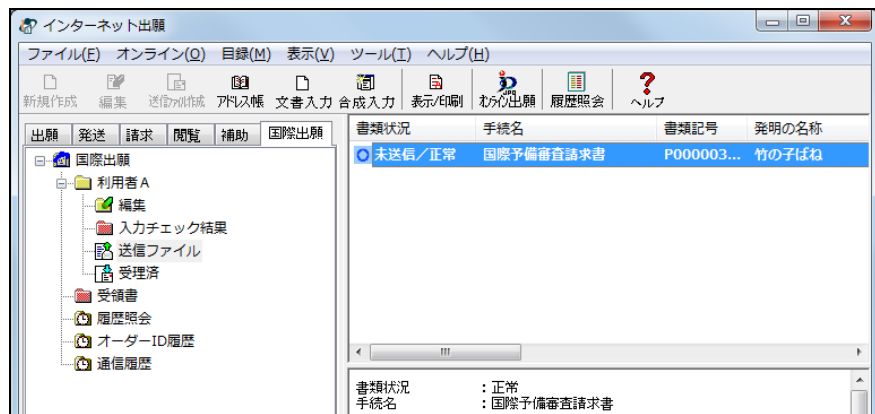 インターネット出願
ファイル(F) オンライン(O) 目録(M) 表示(V) ツール(T) ヘルプ(H)
新規作成 編集 送信ファイル作成 アドレス帳 文書入力 合成入力 表示/印刷 オンライン出願 履歴照会 ヘルプ
出願 発送 請求 閲覧 補助 国際出願
書類状況 手続名 書類記号 発明の名称
未送信/正常 国際予備審査請求書 P000003... 竹の子ばね
国際出願
利用者A
編集
入力チェック結果
送信ファイル
受理済
受領書
履歴照会
オーダーID履歴
通信履歴
書類状況 :正常
手続名 :国際予備審査請求書